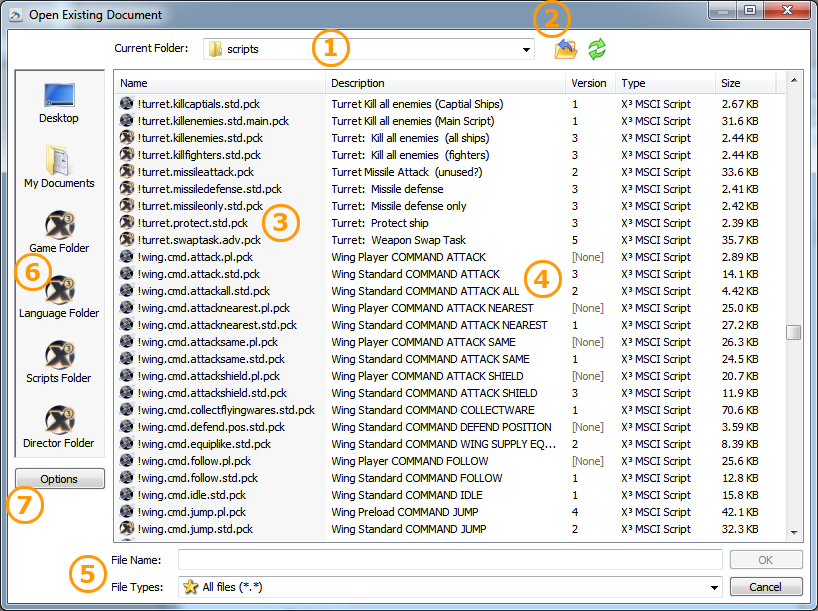 Open Existing Document
2
Current Folder: scripts 1
Name Description Version Type Size
!turret.killcaptials.std.pck Turret Kill all enemies (Captial Ships) 1 X³ MSCI Script 2.67 KB
!turret.killenemies.std.main.pck Turret Kill all enemies (Main Script) 1 X³ MSCI Script 31.6 KB
!turret.killenemies.std.pck Turret: Kill all enemies (all ships) 3 X³ MSCI Script 2.44 KB
!turret.killfighters.std.pck Turret: Kill all enemies (fighters) 3 X³ MSCI Script 2.44 KB
!turret.missileattack.pck Turret Missile Attack (unused?) 2 X³ MSCI Script 33.6 KB
!turret.missiledefense.std.pck Turret: Missile defense 3 X³ MSCI Script 2.41 KB
!turret.missileonly.std.pck Turret: Missile defense only 3 X³ MSCI Script 2.42 KB
!turret.protect.std.pck 3 Turret: Protect ship 3 X³ MSCI Script 2.39 KB
!turret.swaptask.adv.pck Turret: Weapon Swap Task 5 X³ MSCI Script 35.7 KB
!wing.cmd.attack.pl.pck Wing Player COMMAND ATTACK [None] X³ MSCI Script 2.89 KB
!wing.cmd.attack.std.pck Wing Standard COMMAND ATTACK 4 3 X³ MSCI Script 14.1 KB
!wing.cmd.attackall.std.pck Wing Standard COMMAND ATTACK ALL 2 X³ MSCI Script 4.42 KB
!wing.cmd.attacknearest.pl.pck Wing Player COMMAND ATTACK NEAREST [None] X³ MSCI Script 25.0 KB
!wing.cmd.attacknearest.std.pck Wing Standard COMMAND ATTACK NEAREST 1 X³ MSCI Script 27.2 KB
!wing.cmd.attacksame.pl.pck Wing Player COMMAND ATTACK SAME [None] X³ MSCI Script 26.3 KB
!wing.cmd.attacksame.std.pck Wing Standard COMMAND ATTACK SAME 1 X³ MSCI Script 24.5 KB
!wing.cmd.attackshield.pl.pck Wing Player COMMAND ATTACK SHIELD [None] X³ MSCI Script 20.7 KB
!wing.cmd.attackshield.std.pck Wing Standard COMMAND ATTACK SHIELD 3 X³ MSCI Script 11.9 KB
!wing.cmd.collectflyingwares.std.pck Wing Standard COMMAND COLLECTWARE 1 X³ MSCI Script 70.6 KB
!wing.cmd.defend.pos.std.pck Wing Standard COMMAND DEFEND POSITION [None] X³ MSCI Script 3.59 KB
!wing.cmd.equiplike.std.pck Wing Standard COMMAND WING SUPPLY EQ... 2 X³ MSCI Script 8.39 KB
!wing.cmd.follow.pl.pck Wing Player COMMAND FOLLOW [None] X³ MSCI Script 25.6 KB
!wing.cmd.follow.std.pck Wing Standard COMMAND FOLLOW 1 X³ MSCI Script 12.8 KB
!wing.cmd.idle.std.pck Wing Standard COMMAND IDLE 1 X³ MSCI Script 15.8 KB
!wing.cmd.jump.pl.pck Wing Preload COMMAND JUMP 4 X³ MSCI Script 42.1 KB
!wing.cmd.jump.std.pck Wing Standard COMMAND JUMP 2 X³ MSCI Script 32.3 KB
Desktop
My Documents
Game Folder
6
Language Folder
Scripts Folder
Director Folder
Options
7
File Name: OK
5
File Types: All files (*.*) Cancel